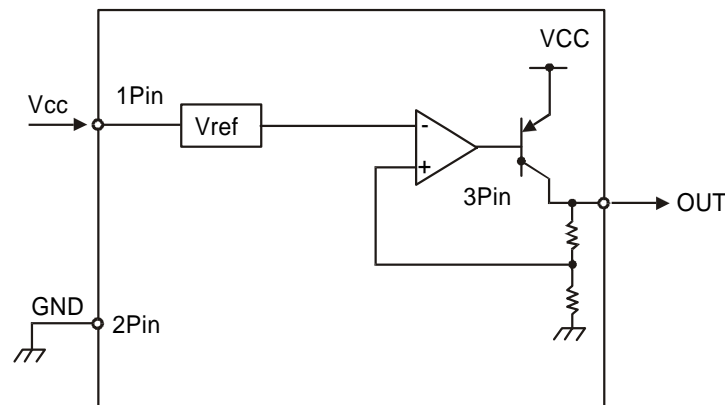 VCC
Vcc
1Pin
Vref
-
+
3Pin
OUT
GND
2Pin